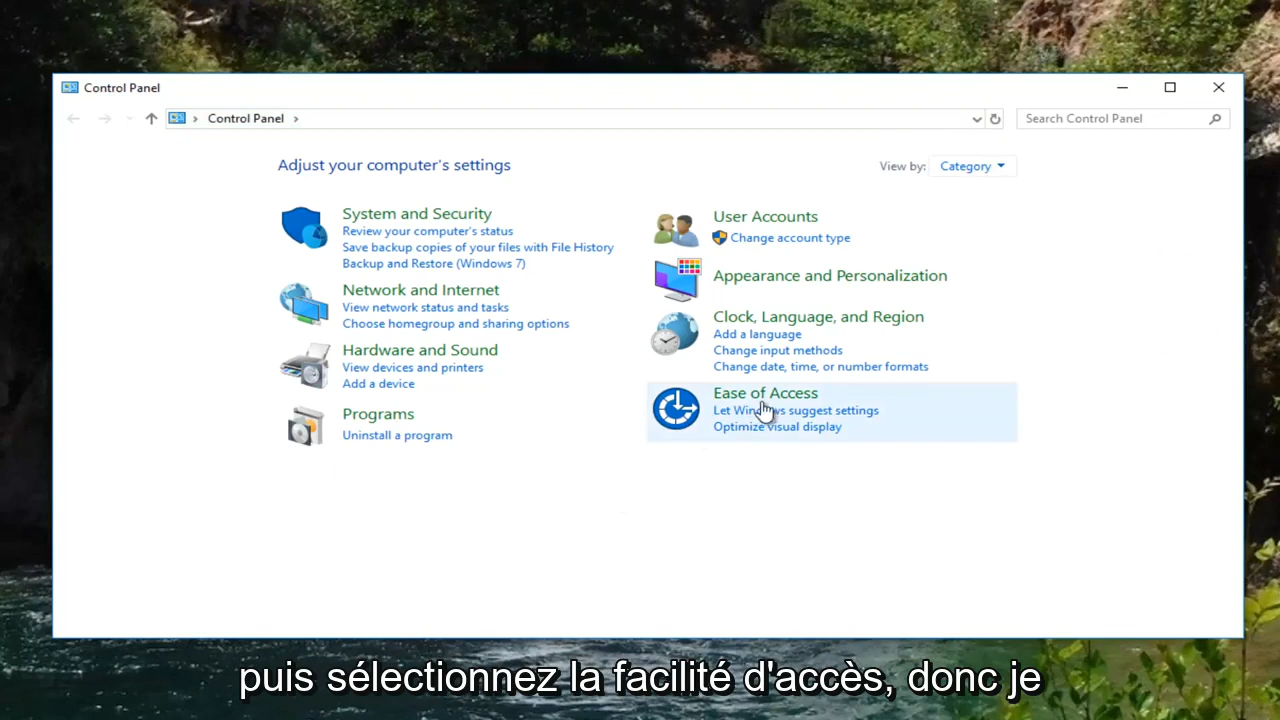 Control Panel
Control Panel
Search Control Panel
Adjust your computer's settings
View by: Category
System and Security
Review your computer's status
Save backup copies of your files with File History
Backup and Restore (Windows 7)
Network and Internet
View network status and tasks
Choose homegroup and sharing options
Hardware and Sound
View devices and printers
Add a device
Programs
Uninstall a program
User Accounts
Change account type
Appearance and Personalization
Clock, Language, and Region
Add a language
Change input methods
Change date, time, or number formats
Ease of Access
Let Windows suggest settings
Optimize visual display
puis sélectionnez la facilité d'accès, donc je